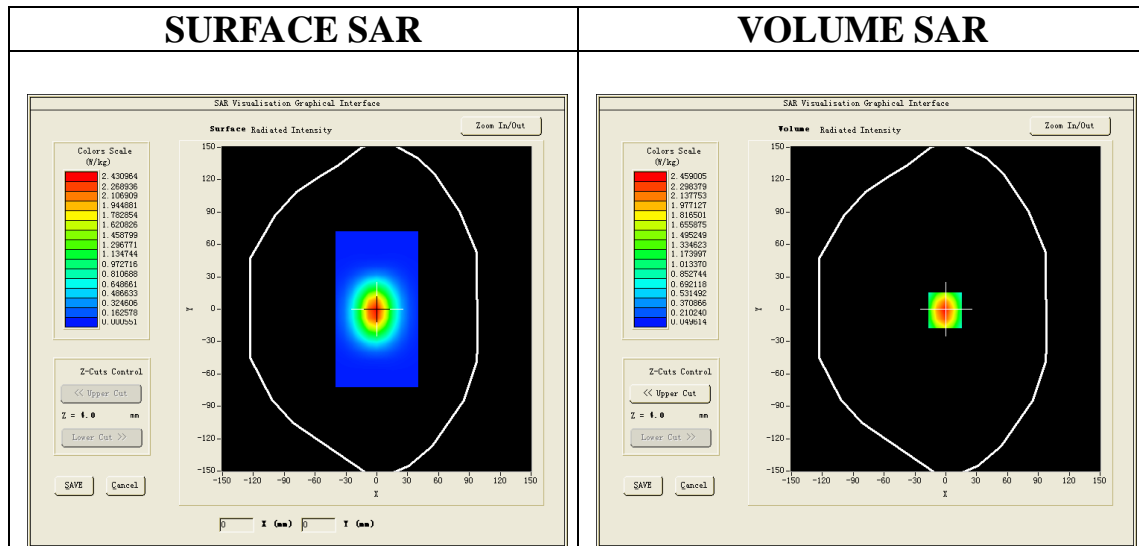 SURFACE SAR
VOLUME SAR
SAR Visualisation Graphical Interface
Surface Radiated Intensity
Zoom In/Out
Colors Scale
(W/kg)
2.430964
2.268936
2.106909
1.944881
1.782854
1.620826
1.458799
1.296771
1.134744
0.972716
0.810688
0.648661
0.486633
0.324606
0.162578
0.000551
Z-Cuts Control
<< Upper Cut
Z = 4.0 mm
Lower Cut >>
SAVE
Cancel
150
120
90
60
30
0
-30
-60
-90
-120
-150
Y
-150 -120 -90 -60 -30 0 30 60 90 120 150
X
0 X (mm) 0 Y (mm)
SAR Visualisation Graphical Interface
Volume Radiated Intensity
Zoom In/Out
Colors Scale
(W/kg)
2.459005
2.298379
2.137753
1.977127
1.816501
1.655875
1.495249
1.334623
1.173997
1.013370
0.852744
0.692118
0.531492
0.370866
0.210240
0.049614
Z-Cuts Control
<< Upper Cut
Z = 4.0 mm
Lower Cut >>
SAVE
Cancel
150
120
90
60
30
0
-30
-60
-90
-120
-150
Y
-150 -120 -90 -60 -30 0 30 60 90 120 150
X